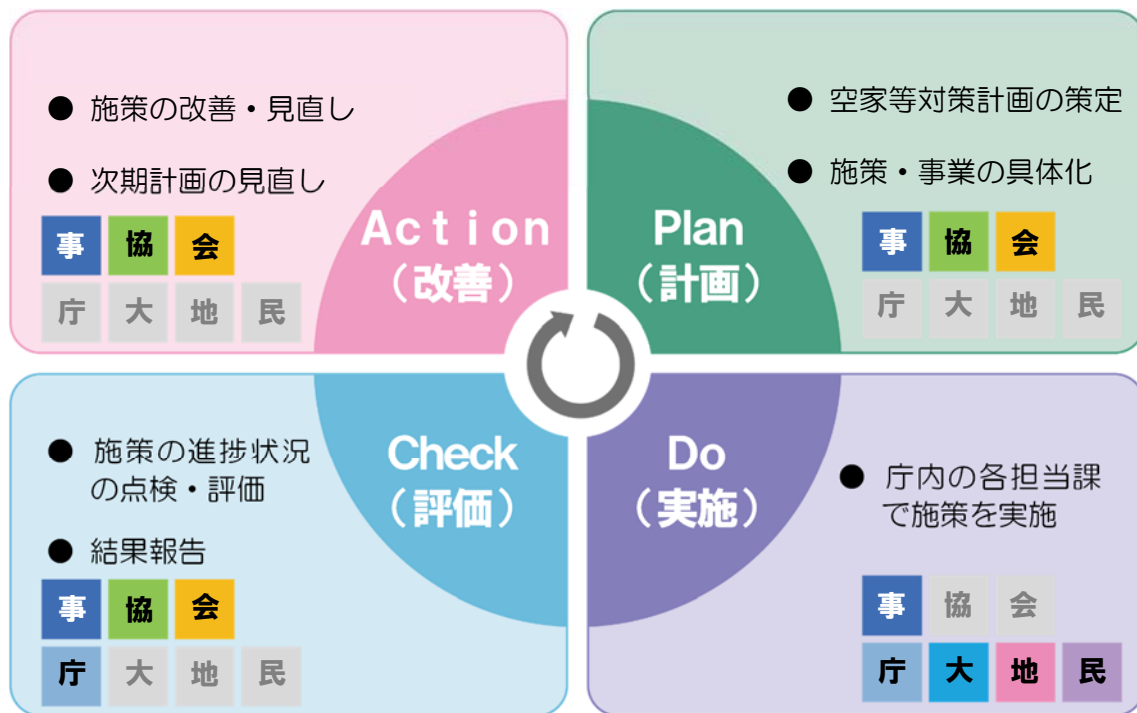 ● 施策の改善・見直し
● 次期計画の見直し
事 協 会
庁 大 地 民
Action
（改善）
● 空家等対策計画の策定
● 施策・事業の具体化
事 協 会
庁 大 地 民
Plan
（計画）
● 施策の進捗状況
の点検・評価
● 結果報告
事 協 会
庁 大 地 民
Check
（評価）
Do
（実施）
● 庁内の各担当課
で施策を実施
事 協 会
庁 大 地 民